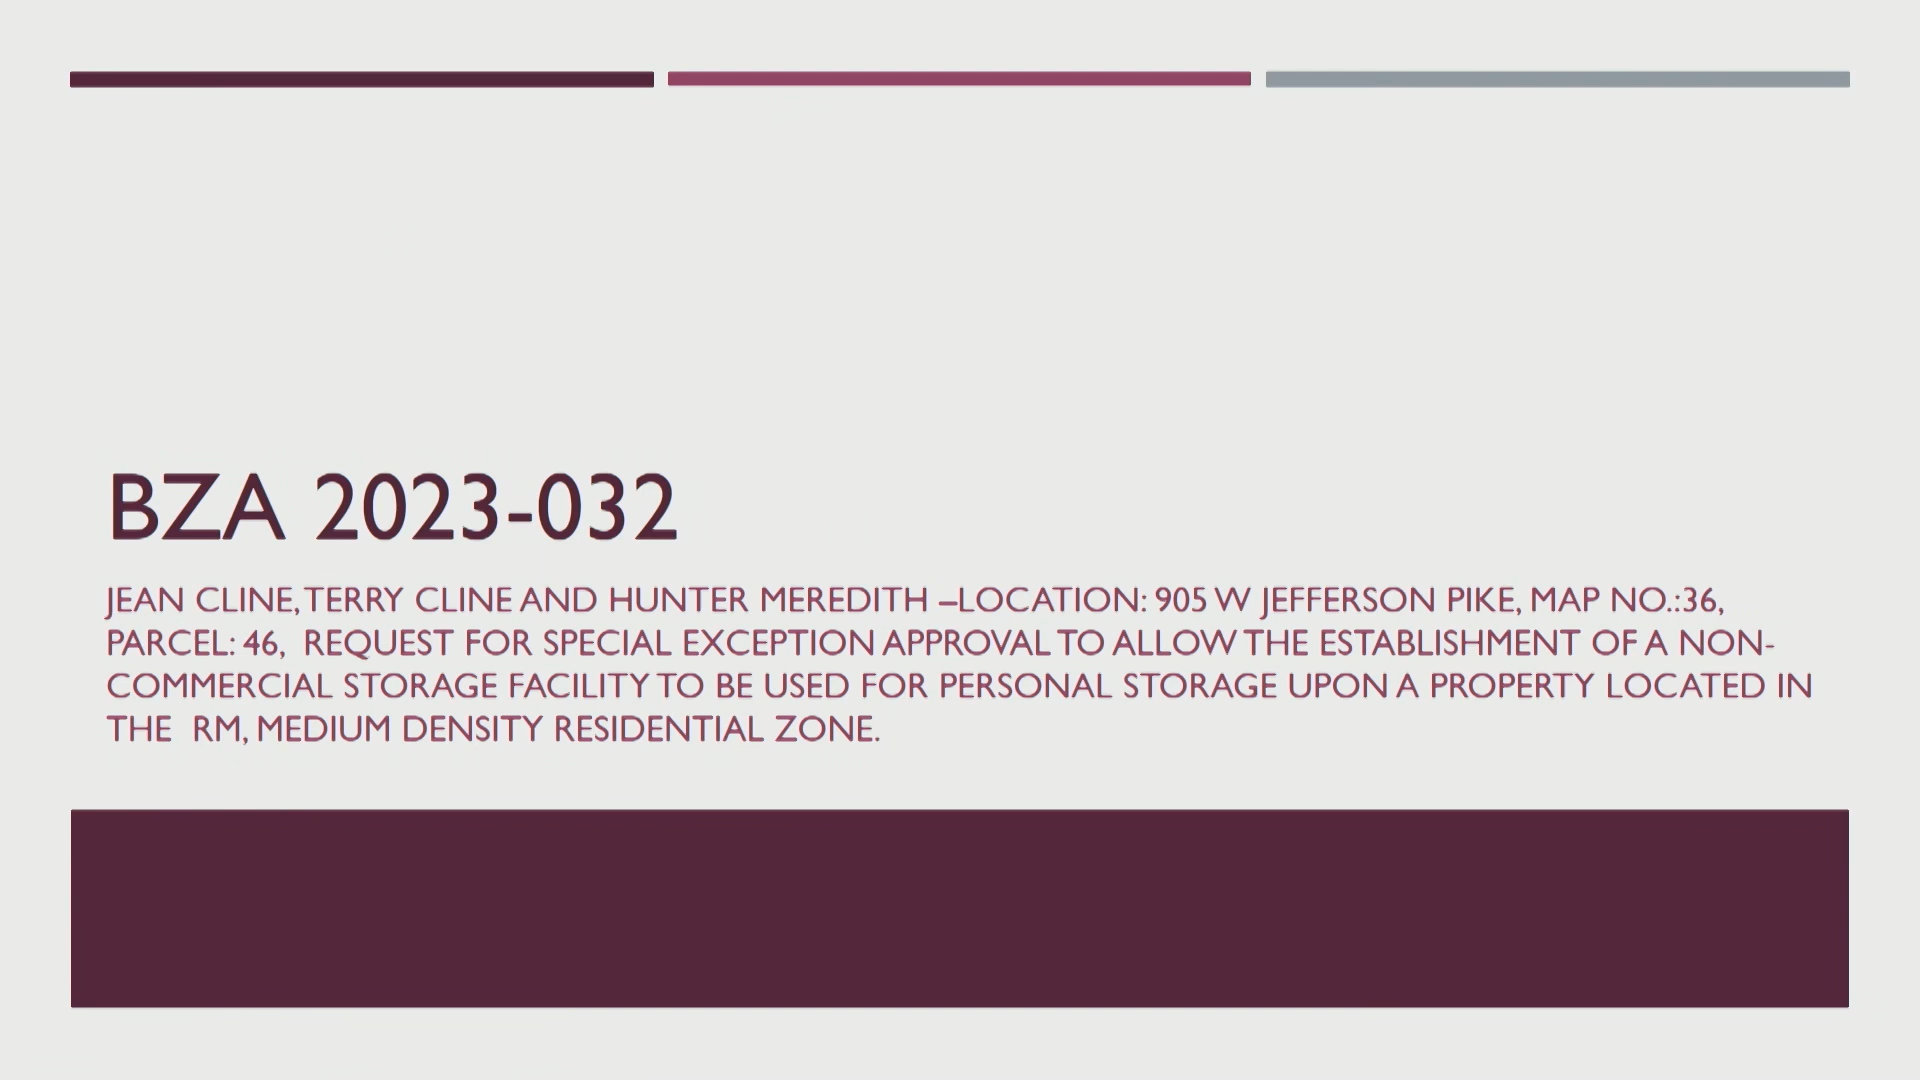 BZA 2023-032
JEAN CLINE, TERRY CLINE AND HUNTER MEREDITH –LOCATION: 905 W JEFFERSON PIKE, MAP NO.:36,
PARCEL: 46,  REQUEST FOR SPECIAL EXCEPTION APPROVAL TO ALLOW THE ESTABLISHMENT OF A NON-
COMMERCIAL STORAGE FACILITY TO BE USED FOR PERSONAL STORAGE UPON A PROPERTY LOCATED IN
THE  RM, MEDIUM DENSITY RESIDENTIAL ZONE.